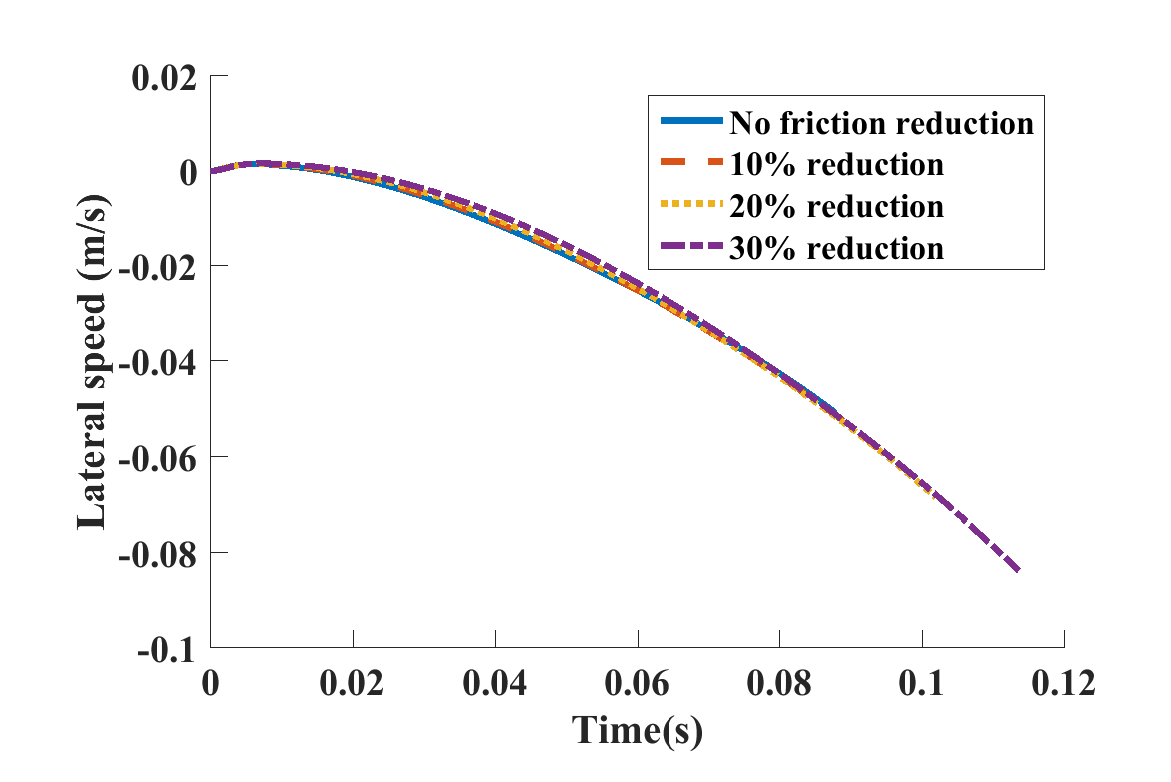 0.02
0
-0.02
-0.04
-0.06
-0.08
-0.1
Lateral speed (m/s)
No friction reduction
10% reduction
20% reduction
30% reduction
0 0.02 0.04 0.06 0.08 0.1 0.12
Time(s)